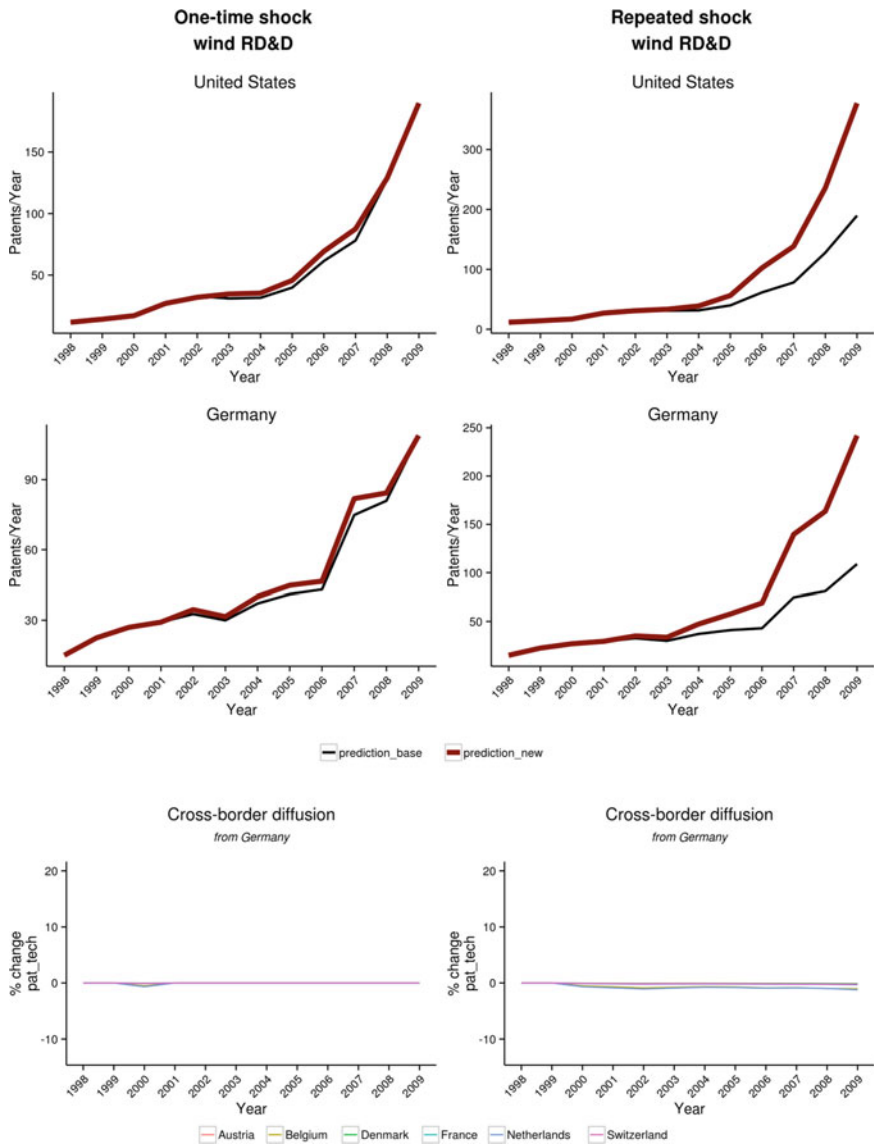 One-time shock
wind RD&D
Repeated shock
wind RD&D
United States
Patents/Year
150
100
50
1998 1999 2000 2001 2002 2003 2004 2005 2006 2007 2008 2009
Year
United States
Patents/Year
300
200
100
0
1998 1999 2000 2001 2002 2003 2004 2005 2006 2007 2008 2009
Year
Germany
Patents/Year
90
60
30
1998 1999 2000 2001 2002 2003 2004 2005 2006 2007 2008 2009
Year
Germany
Patents/Year
250
200
150
100
50
1998 1999 2000 2001 2002 2003 2004 2005 2006 2007 2008 2009
Year
prediction_base prediction_new
Cross-border diffusion
from Germany
% change
pat_tech
20
10
0
-10
1998 1999 2000 2001 2002 2003 2004 2005 2006 2007 2008 2009
Cross-border diffusion
from Germany
% change
pat_tech
20
10
0
-10
1998 1999 2000 2001 2002 2003 2004 2005 2006 2007 2008 2009
Austria Belgium Denmark France Netherlands Switzerland